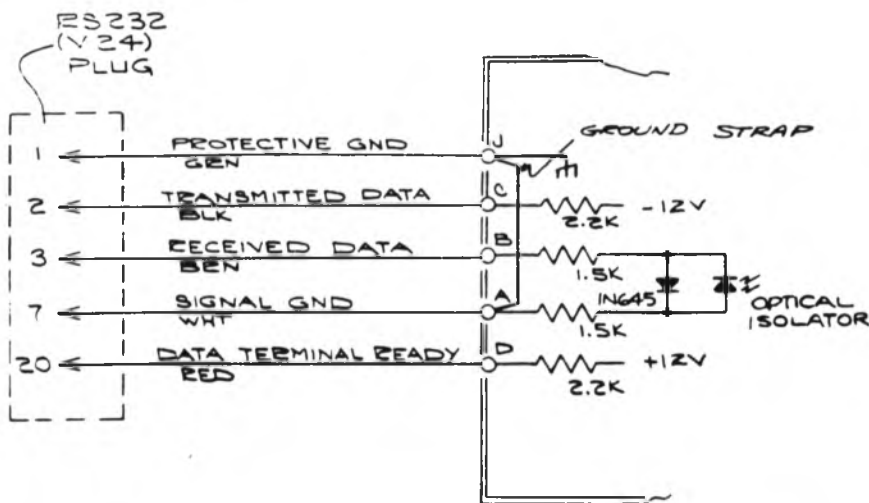 RS232
(V24)
PLUG
1 PROTECTIVE GND J GROUND STRAP
GRN
2 TRANSMITTED DATA C
BLK 2.2K -12V
3 RECEIVED DATA B
BRN 1.5K
7 SIGNAL GND A 1N645 OPTICAL
WHT 1.5K ISOLATOR
20 DATA TERMINAL READY D +12V
RED 2.2K